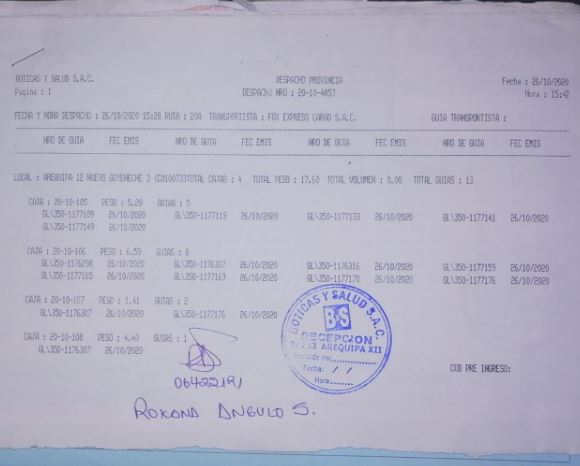 BOTICAS Y SALUD S.A.C. DESPACHO PROVINCIA Fecha : 26/10/2020
Pagina : 1 DESPACHO NRO : 20-10-4853 Hora : 15:42
FECHA Y HORA DESPACHO : 26/10/2020 15:28 RUTA : 20A TRANSPORTISTA : FOX EXPRESS CARGO S.A.C. GUIA TRANSPORTISTA :
NRO DE GUIA FEC EMISION NRO DE GUIA FEC EMISION NRO DE GUIA FEC EMISION NRO DE GUIA FEC EMISION
LOCAL : AREQUIPA 12 NUEVO GOYENECHE 3 TOTAL CAJAS : 4 TOTAL PESO : 17.60 TOTAL VOLUMEN : 0.00 TOTAL GUIAS : 13
CAJA : 20-10-105 PESO : 5.20 GUIAS : 5
GL\350-1177109 26/10/2020 GL\350-1177119 26/10/2020 GL\350-1177133 26/10/2020 GL\350-1177141 26/10/2020
GL\350-1177149 26/10/2020
CAJA : 20-10-106 PESO : 6.59 GUIAS : 8
GL\350-1176298 26/10/2020 GL\350-1176307 26/10/2020 GL\350-1176316 26/10/2020 GL\350-1177159 26/10/2020
GL\350-1177165 26/10/2020 GL\350-1177169 26/10/2020 GL\350-1177170 26/10/2020 GL\350-1177176 26/10/2020
CAJA : 20-10-107 PESO : 1.41 GUIAS : 2
GL\350-1176307 26/10/2020 GL\350-1177176 26/10/2020
CAJA : 20-10-108 PESO : 4.40 GUIAS : 1
GL\350-1176307 26/10/2020
BOTICAS Y SALUD S.A.C.
BS
RECEPCION
AREQUIPA XII
Recibido por
Fecha: / /
Hora
COD PRE INGRESO:
06422191
ROXANA ANGULO S.